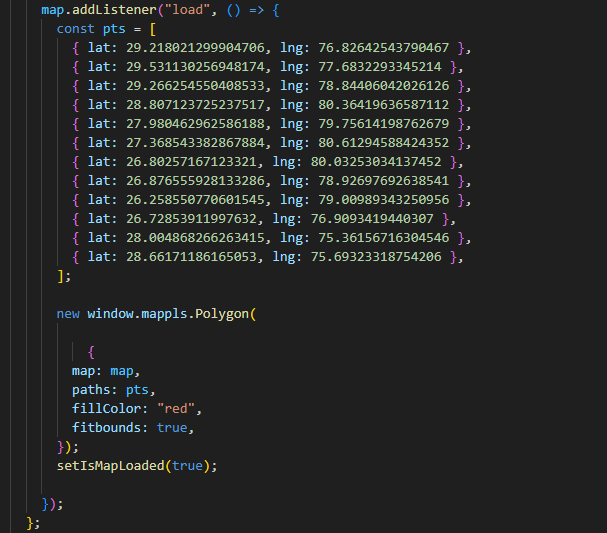 map.addListener("load", () => {
const pts = [
{ lat: 29.218021299904706, lng: 76.82642543790467 },
{ lat: 29.531130256948174, lng: 77.6832293345214 },
{ lat: 29.266254550408533, lng: 78.84406042026126 },
{ lat: 28.807123725237517, lng: 80.36419636587112 },
{ lat: 27.980462962586188, lng: 79.75614198762679 },
{ lat: 27.368543382867884, lng: 80.61294588424352 },
{ lat: 26.80257167123321, lng: 80.03253034137452 },
{ lat: 26.876555928133286, lng: 78.92697692638541 },
{ lat: 26.258550770601545, lng: 79.00989343250956 },
{ lat: 26.72853911997632, lng: 76.9093419440307 },
{ lat: 28.004868266263415, lng: 75.36156716304546 },
{ lat: 28.66171186165053, lng: 75.69323318754206 },
];
new window.mappls.Polygon(
{
map: map,
paths: pts,
fillColor: "red",
fitbounds: true,
});
setIsMapLoaded(true);
});
};